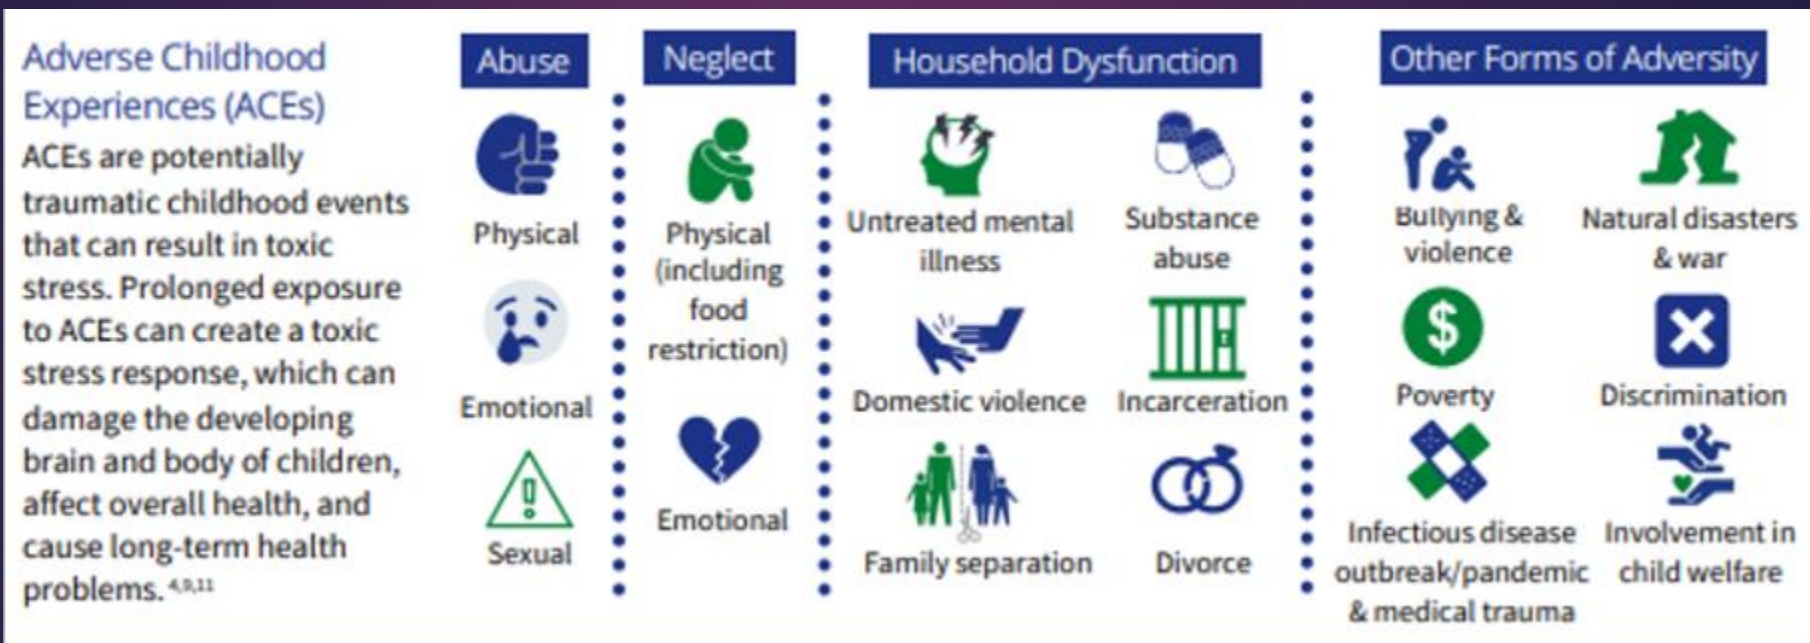 Adverse Childhood
Experiences (ACEs)
ACEs are potentially
traumatic childhood events
that can result in toxic
stress. Prolonged exposure
to ACEs can create a toxic
stress response, which can
damage the developing
brain and body of children,
affect overall health, and
cause long-term health
problems. 4,9,11
Abuse
Physical
Emotional
Sexual
Neglect
Physical
(including
food
restriction)
Emotional
Household Dysfunction
Untreated mental
illness
Substance
abuse
Domestic violence
Incarceration
Family separation
Divorce
Other Forms of Adversity
Bullying &
violence
Natural disasters
& war
$
Poverty
Discrimination
Infectious disease
outbreak/pandemic
& medical trauma
Involvement in
child welfare